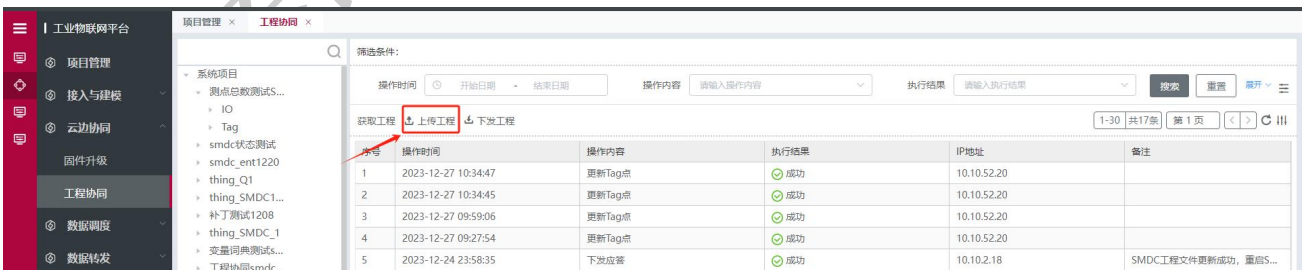 工业物联网平台
项目管理 × 工程协同 ×
项目管理
接入与建模
云边协同
固件升级
工程协同
数据调度
数据转发
系统项目
测点总数测试S...
IO
Tag
smdc状态测试
smdc_ent1220
thing_Q1
thing_SMDC1...
补丁测试1208
thing_SMDC_1
变量词典测试s...
工程协同smdc
筛选条件:
操作时间 开始日期 - 结束日期 操作内容 请输入操作内容 执行结果 请输入执行结果 搜索 重置 展开
获取工程 上传工程 下发工程 1-30 共17条 第 1 页
序号 操作时间 操作内容 执行结果 IP地址 备注
1 2023-12-27 10:34:47 更新Tag点 成功 10.10.52.20
2 2023-12-27 10:34:45 更新Tag点 成功 10.10.52.20
3 2023-12-27 09:59:06 更新Tag点 成功 10.10.52.20
4 2023-12-27 09:27:54 更新Tag点 成功 10.10.52.20
5 2023-12-24 23:58:35 下发应答 成功 10.10.2.18 SMDC工程文件更新成功，重启S...